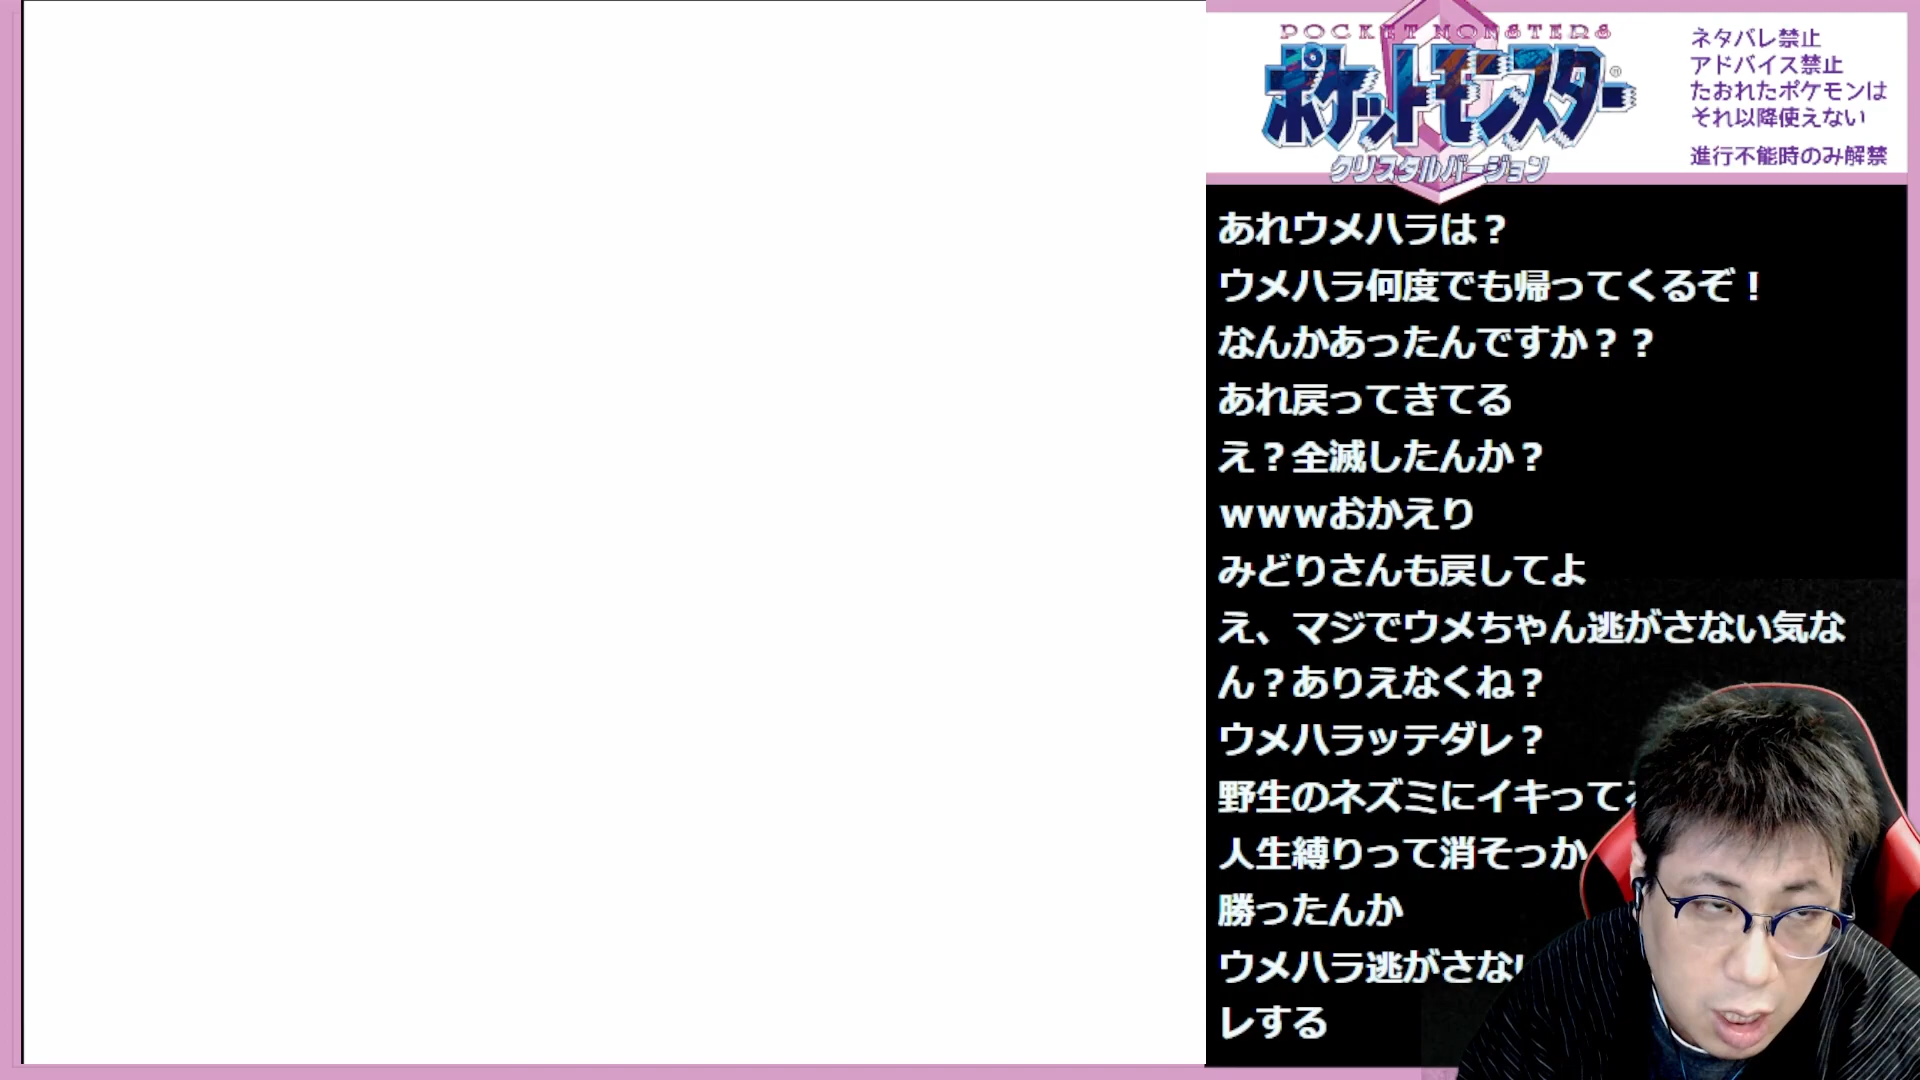 POCKET MONSTERS
ポケットモンスター
®
クリスタルバージョン
ネタバレ禁止
アドバイス禁止
たおれたポケモンは
それ以降使えない
進行不能時のみ解禁
あれウメハラは？
ウメハラ何度でも帰ってくるぞ！
なんかあったんですか？？
あれ戻ってきてる
え？全滅したんか？
wwwおかえり
みどりさんも戻してよ
え、マジでウメちゃん逃がさない気な
ん？ありえなくね？
ウメハラッテダレ？
野生のネズミにイキって
人生縛りって消そっか
勝ったんか
ウメハラ逃がさな
レする